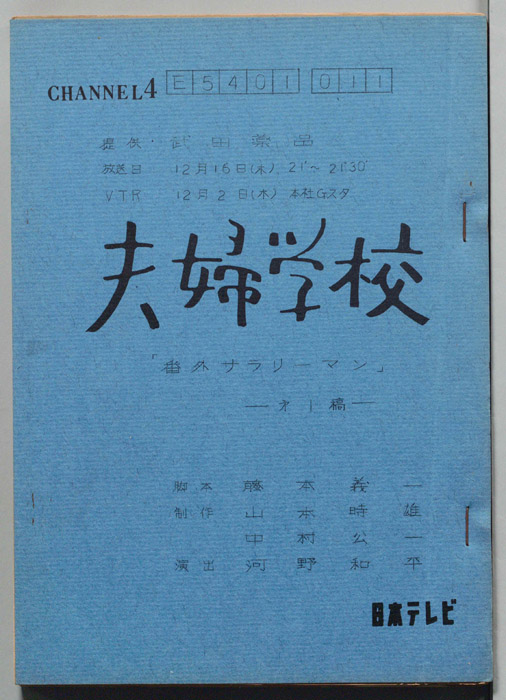 CHANNEL4 E5401 011
提供 武田薬品
放送日 12月16日(木) 21'~21'30'
VTR 12月2日(木) 本社Gスタ
夫婦学校
「番外サラリーマン」
—オ1稿—
脚本 藤本義一
制作 山本時雄
中村公一
演出 河野和平
日本テレビ